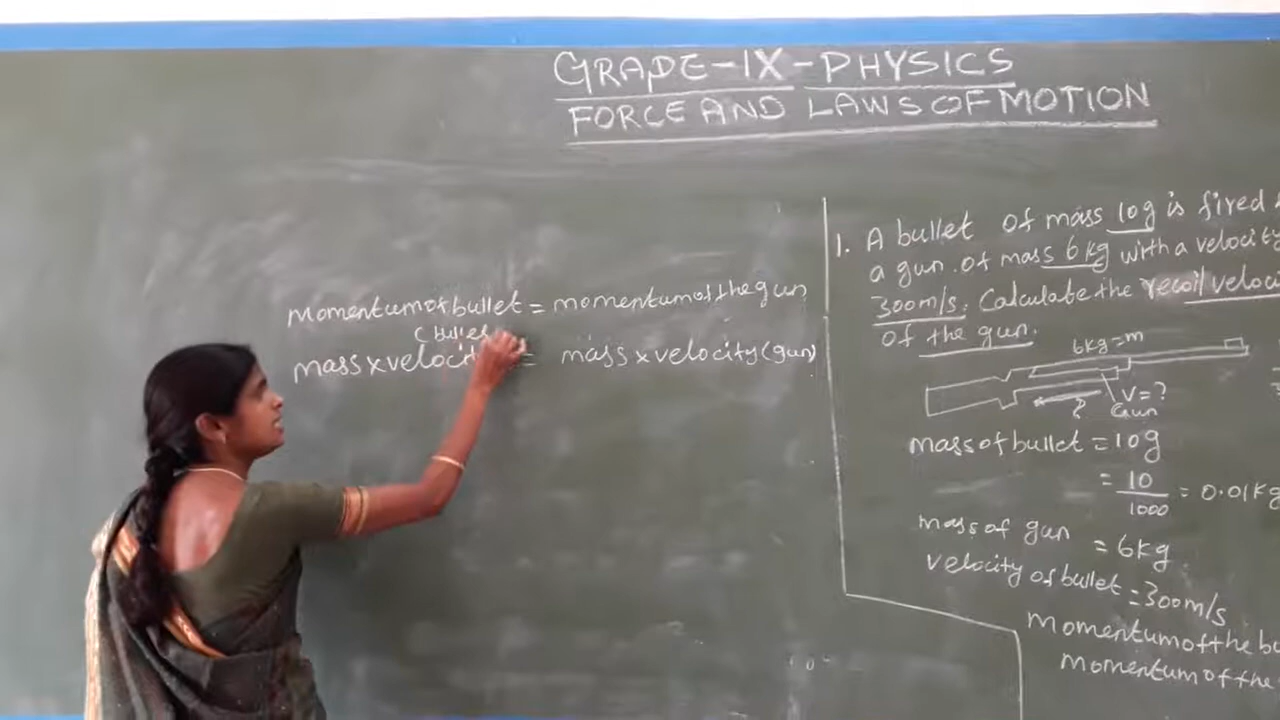 GRADE-IX-PHYSICS
FORCE AND LAWS OF MOTION
momentum of bullet = momentum of the gun
(bullet
mass x velocity = mass x velocity (gun)
1. A bullet of mass 10g is fired
a gun of mass 6kg with a velocity
300m/s. Calculate the recoil
of the gun.
6kg=m
V=?
?
Gun
mass of bullet = 10g
= 10/1000 = 0.01Kg
mass of gun = 6kg
velocity of bullet = 300m/s
momentum of the
momentum of the